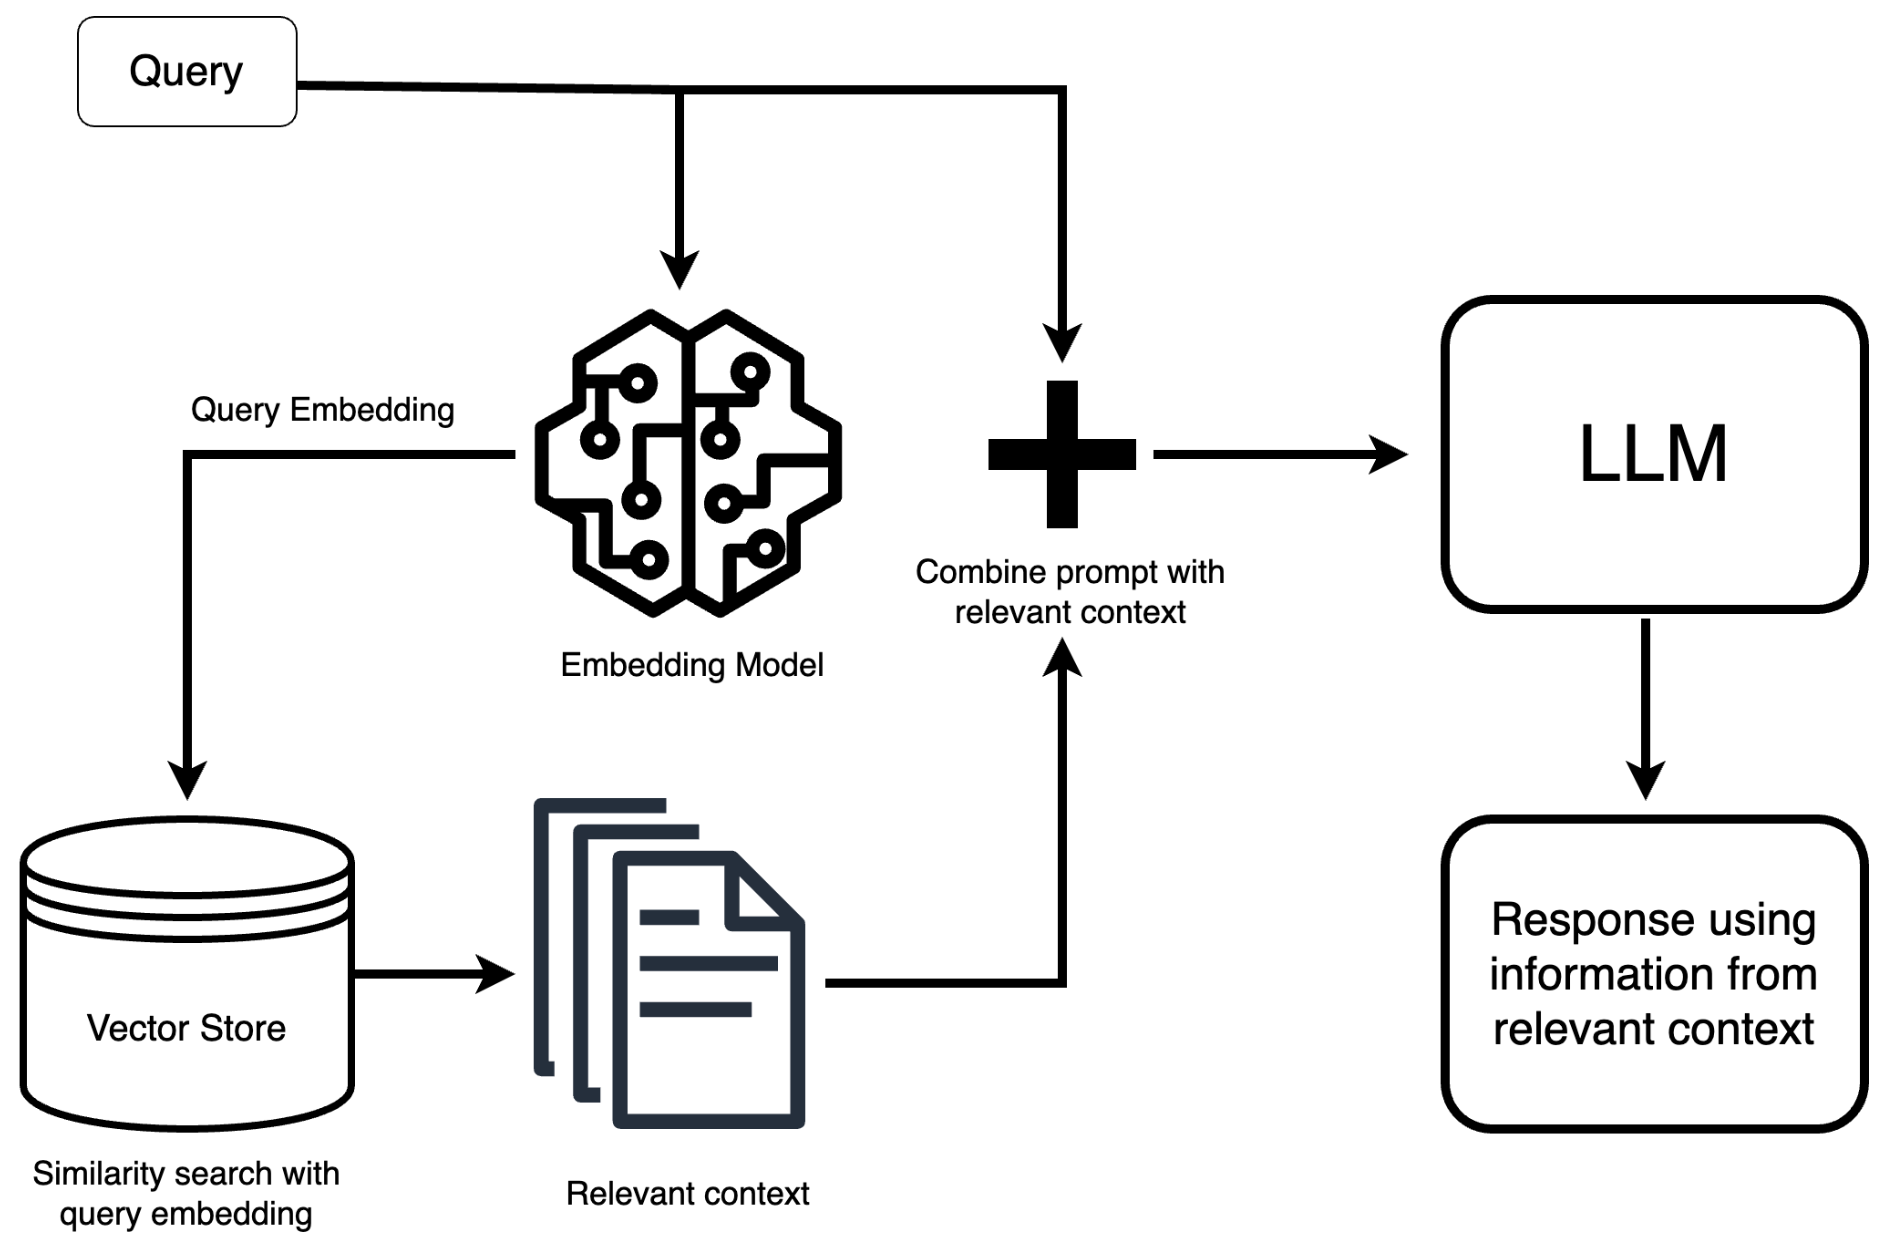 Query
Query Embedding
Embedding Model
Combine prompt with
relevant context
LLM
Vector Store
Similarity search with
query embedding
Relevant context
Response using
information from
relevant context